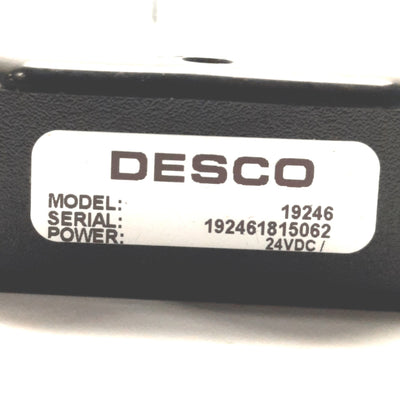 DESCO
MODEL: 19246
SERIAL: 192461815062
POWER: 24VDC /